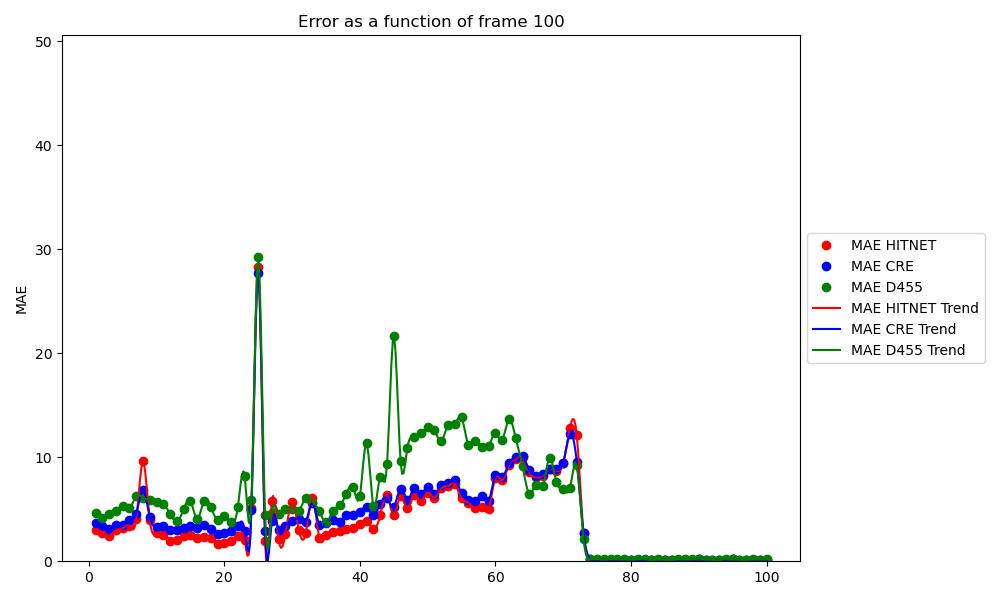 Error as a function of frame 100
50
40
30
20
10
0
MAE
0 20 40 60 80 100
MAE HITNET
MAE CRE
MAE D455
MAE HITNET Trend
MAE CRE Trend
MAE D455 Trend